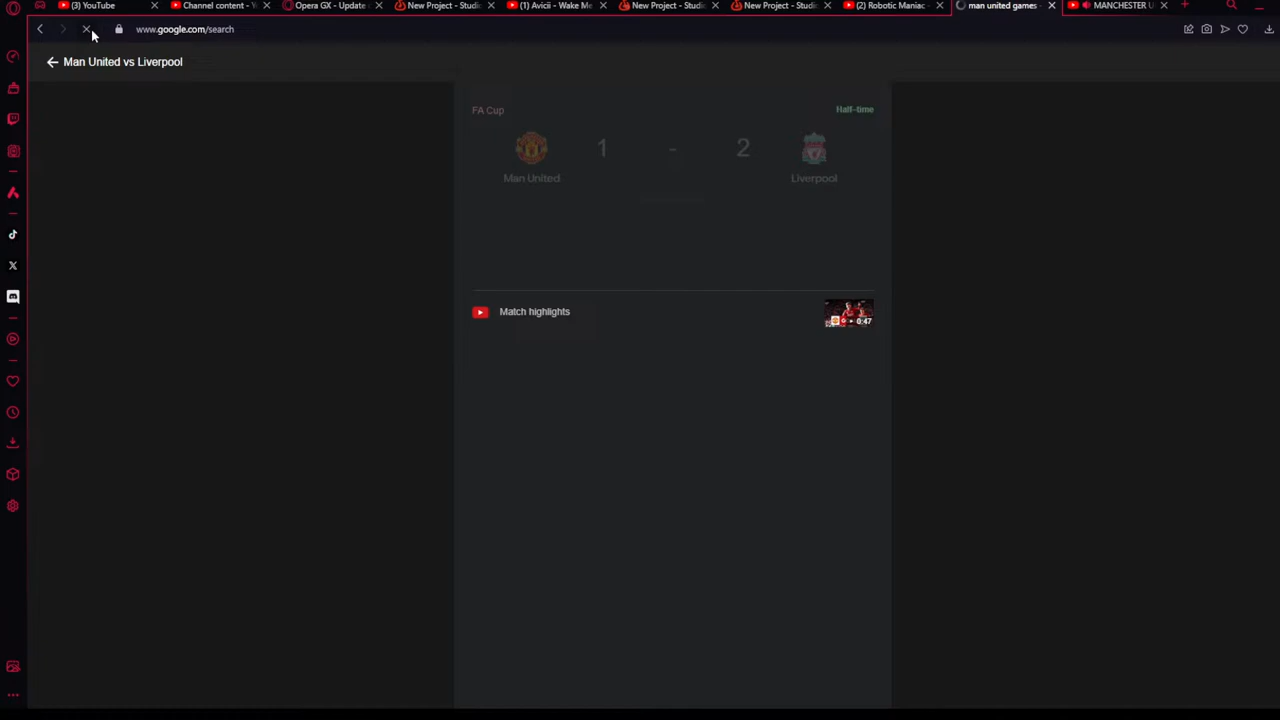 (3) YouTube
Channel content - Y
Opera GX - Update
New Project - Studi
(1) Avicii - Wake Me
New Project - Studi
New Project - Studi
(2) Robotic Maniac
man united games -
MANCHESTER U
www.google.com/search
Man United vs Liverpool
FA Cup
Half-time
1 - 2
Man United
Liverpool
Match highlights
0:47